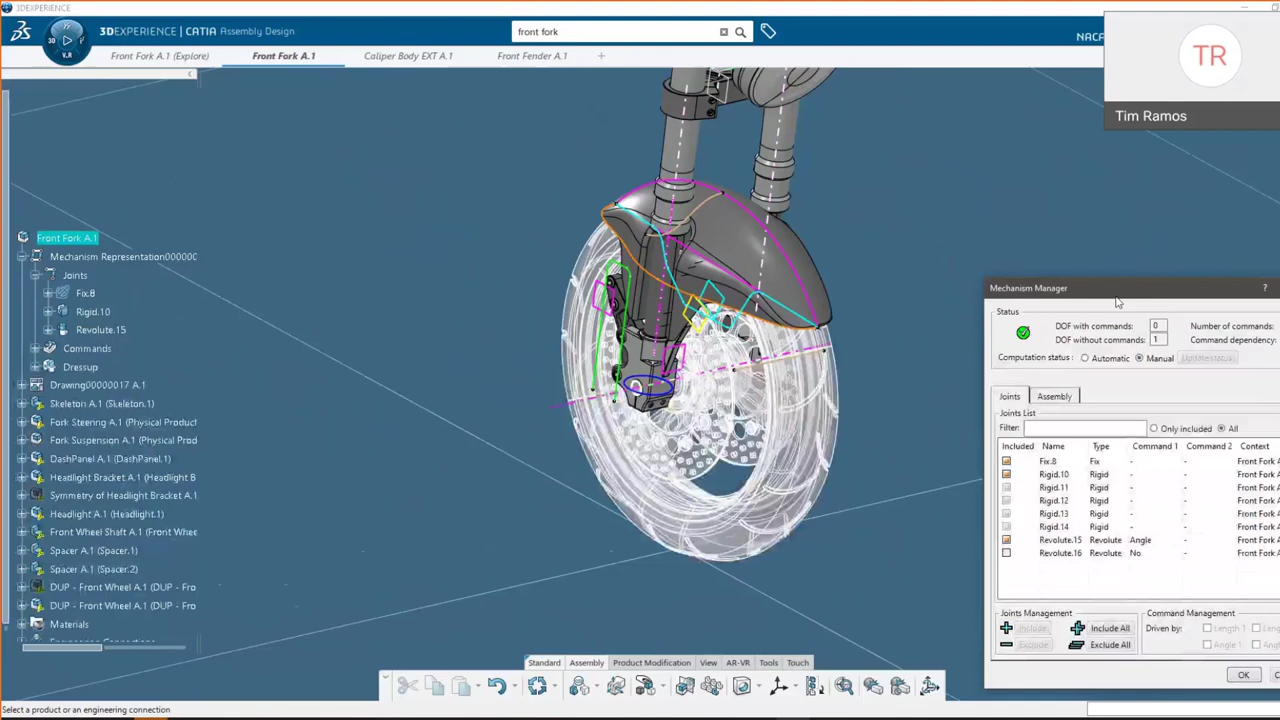 3DEXPERIENCE
3DEXPERIENCE | CATIA Assembly Design
front fork
NACA
3D
V.R
TR
Tim Ramos
Front Fork A.1 (Explore)
Front Fork A.1
Caliper Body EXT A.1
Front Fender A.1
+
Front Fork A.1
Mechanism Representation000000
Joints
Fix.8
Rigid.10
Revolute.15
Commands
Dressup
Drawing00000017 A.1
Skeleton A.1 (Skeleton.1)
Fork Steering A.1 (Physical Product
Fork Suspension A.1 (Physical Prod
DashPanel A.1 (DashPanel.1)
Headlight Bracket A.1 (Headlight B
Symmetry of Headlight Bracket A.1
Headlight A.1 (Headlight.1)
Front Wheel Shaft A.1 (Front Whee
Spacer A.1 (Spacer.1)
Spacer A.1 (Spacer.2)
DUP - Front Wheel A.1 (DUP - Fro
DUP - Front Wheel A.1 (DUP - Fro
Materials
Mechanism Manager
?
Status
DOF with commands: 0 Number of commands:
DOF without commands: 1 Command dependency:
Computation status : Automatic Manual Update status
Joints Assembly
Joints List
Filter: Only included All
Included Name Type Command 1 Command 2 Context
Fix.8 Fix - - Front Fork A
Rigid.10 Rigid - - Front Fork A
Rigid.11 Rigid - - Front Fork A
Rigid.12 Rigid - - Front Fork A
Rigid.13 Rigid - - Front Fork A
Rigid.14 Rigid - - Front Fork A
Revolute.15 Revolute Angle - Front Fork A
Revolute.16 Revolute No - Front Fork A
Joints Management Command Management
Include Include All Driven by: Length 1
Exclude Exclude All Angle 1
OK
Standard Assembly Product Modification View AR-VR Tools Touch
Select a product or an engineering connection